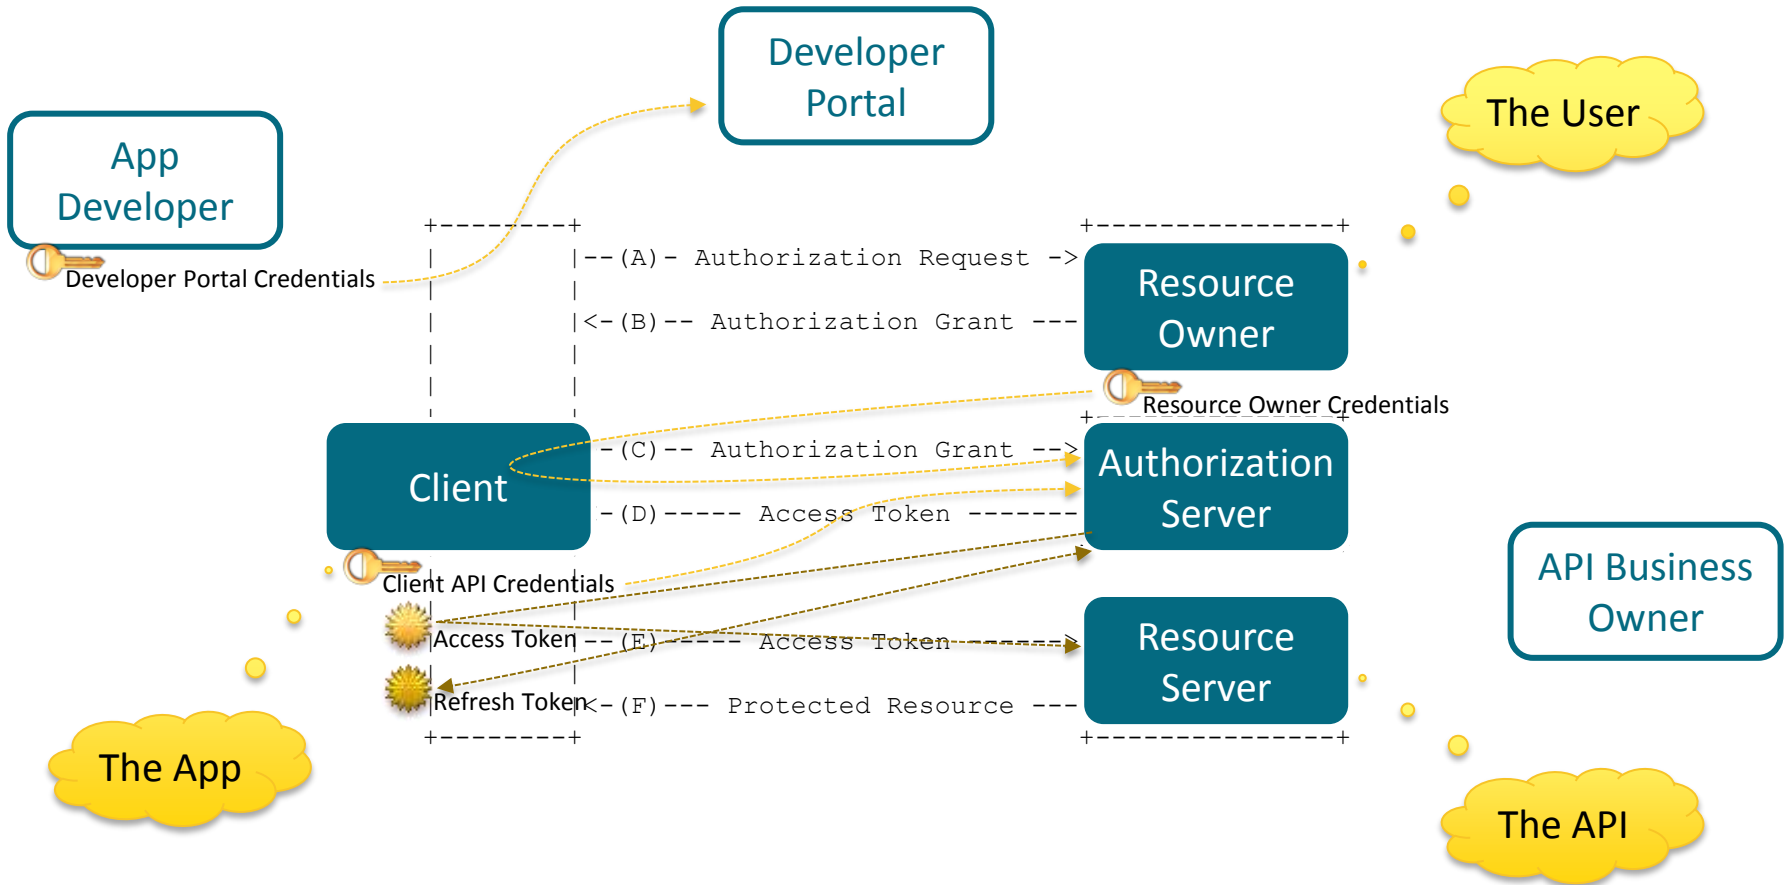 Developer
Portal
The User
App
Developer
Developer Portal Credentials
+--------+ +--------------+
|--(A)- Authorization Request ->
Resource
Owner
|<-(B)-- Authorization Grant ---
Resource Owner Credentials
Client
-(C)-- Authorization Grant -->
Authorization
Server
-(D)----- Access Token -------
Client API Credentials
API Business
Owner
Access Token
--(E)----- Access Token ------>
Resource
Server
Refresh Token
<-(F)--- Protected Resource ---
+--------+ +--------------+
The App
The API